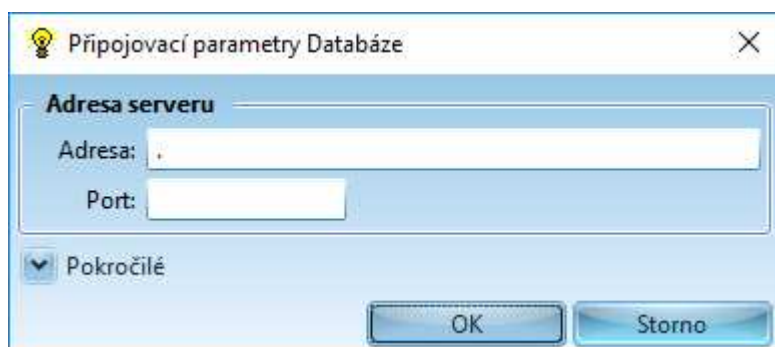 Připojovací parametry Databáze
Adresa serveru
Adresa: .
Port:
Pokročilé
OK Storno